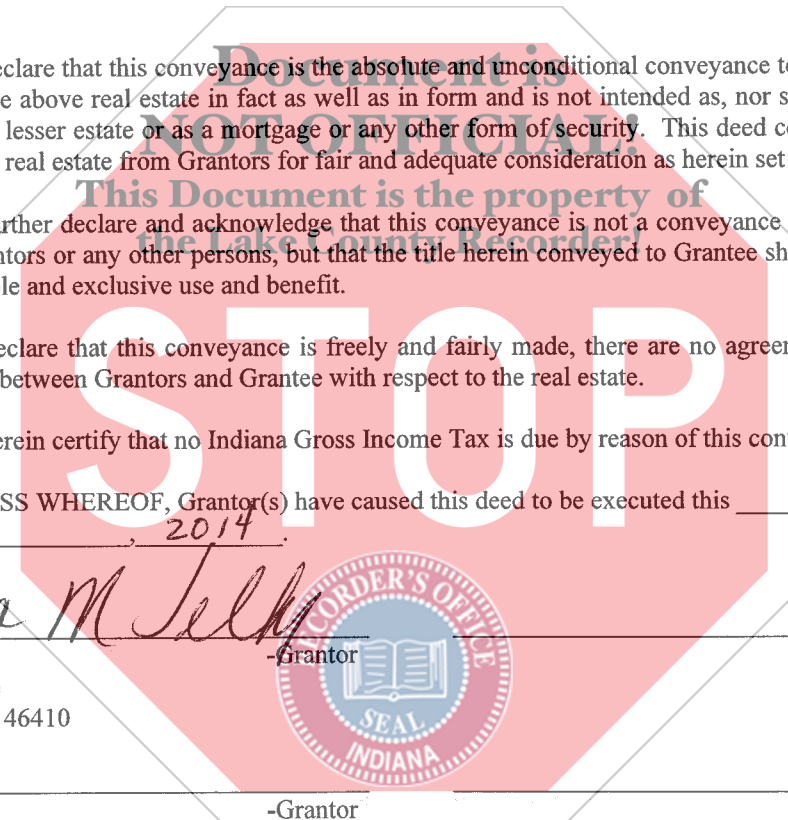 Document is
eclare that this conveyance is the absolute and unconditional conveyance t
e above real estate in fact as well as in form and is not intended as, nor s
NOT OFFICIAL!
lesser estate or as a mortgage or any other form of security. This deed c
real estate from Grantors for fair and adequate consideration as herein set
This Document is the property of
rther declare and acknowledge that this conveyance is not a conveyance
the Lake County Recorder!
ntors or any other persons, but that the title herein conveyed to Grantee sh
le and exclusive use and benefit.
STOP
eclare that this conveyance is freely and fairly made, there are no agreem
between Grantors and Grantee with respect to the real estate.
erein certify that no Indiana Gross Income Tax is due by reason of this con
SS WHEREOF, Grantor(s) have caused this deed to be executed this ____
____, 2014.
M
-Grantor
RECORDER'S OFFICE
SEAL
INDIANA
46410
-Grantor